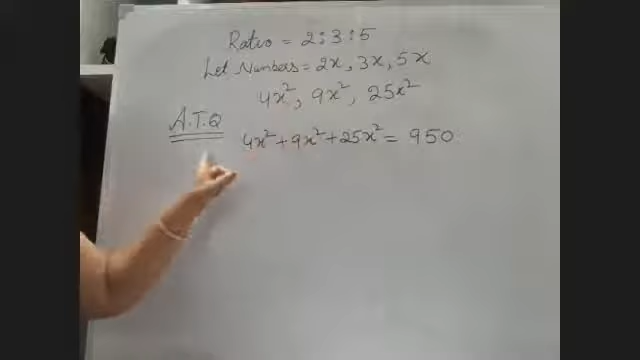 Ratio = 2:3:5
Let Numbers = 2x, 3x, 5x
4x², 9x², 25x²
A.T.Q
4x² + 9x² + 25x² = 950